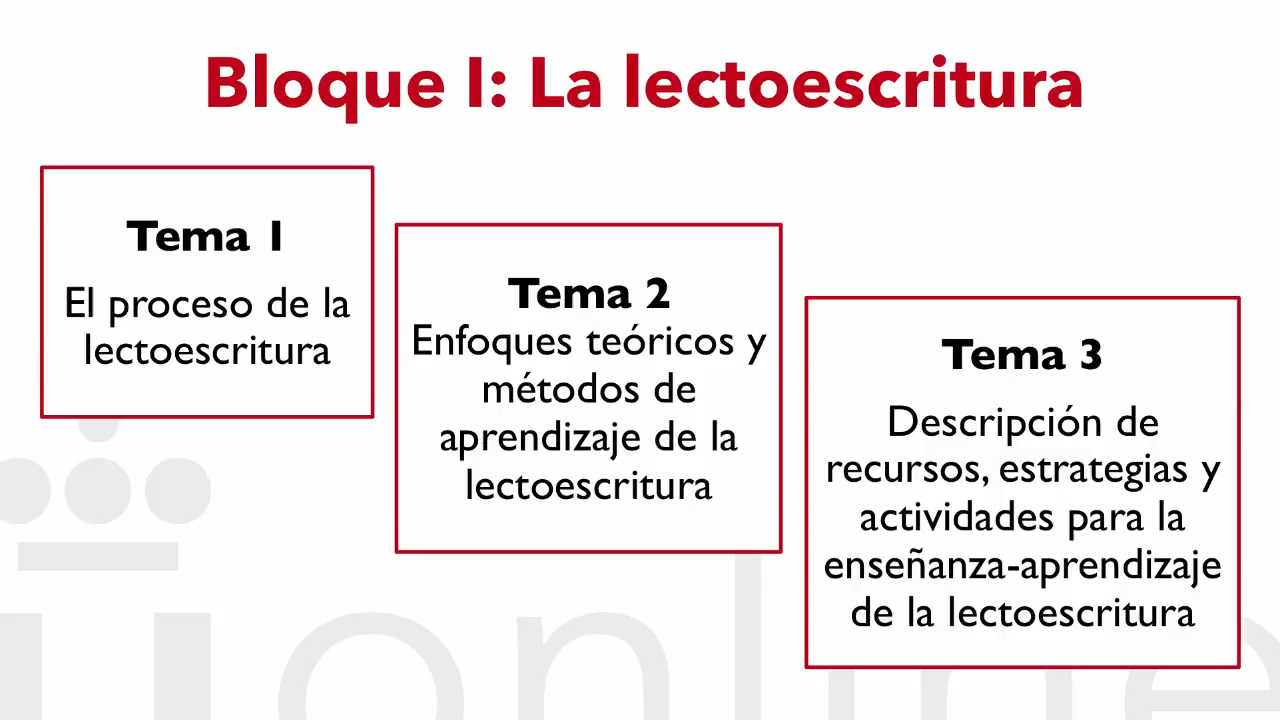 Bloque I: La lectoescritura
Tema 1
El proceso de la
lectoescritura
Tema 2
Enfoques teóricos y
métodos de
aprendizaje de la
lectoescritura
Tema 3
Descripción de
recursos, estrategias y
actividades para la
enseñanza-aprendizaje
de la lectoescritura
online